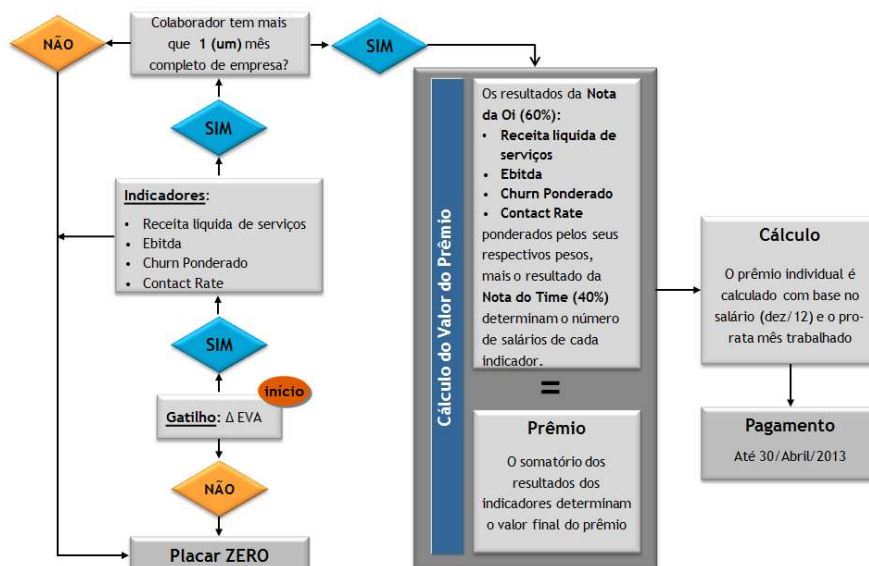 Colaborador tem mais
que 1 (um) mês
completo de empresa?
NÃO
SIM
SIM
Indicadores:
• Receita liquida de serviços
• Ebitda
• Churn Ponderado
• Contact Rate
SIM
início
Gatilho: Δ EVA
NÃO
Placar ZERO
Cálculo do Valor do Prêmio
Os resultados da Nota
da Oi (60%):
• Receita liquida de
serviços
• Ebitda
• Churn Ponderado
• Contact Rate
ponderados pelos seus
respectivos pesos,
mais o resultado da
Nota do Time (40%)
determinam o número
de salários de cada
indicador.
=
Prêmio
O somatório dos
resultados dos
indicadores determinam
o valor final do prêmio
Cálculo
O prêmio individual é
calculado com base no
salário (dez/12) e o pro-
rata mês trabalhado
Pagamento
Até 30/Abril/2013